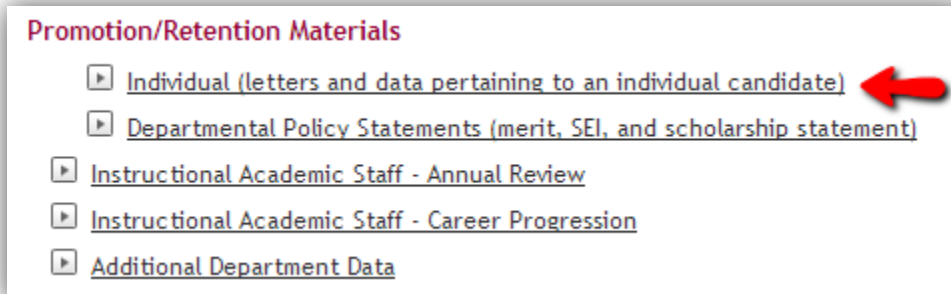 Promotion/Retention Materials
Individual (letters and data pertaining to an individual candidate)
Departmental Policy Statements (merit, SEI, and scholarship statement)
Instructional Academic Staff - Annual Review
Instructional Academic Staff - Career Progression
Additional Department Data